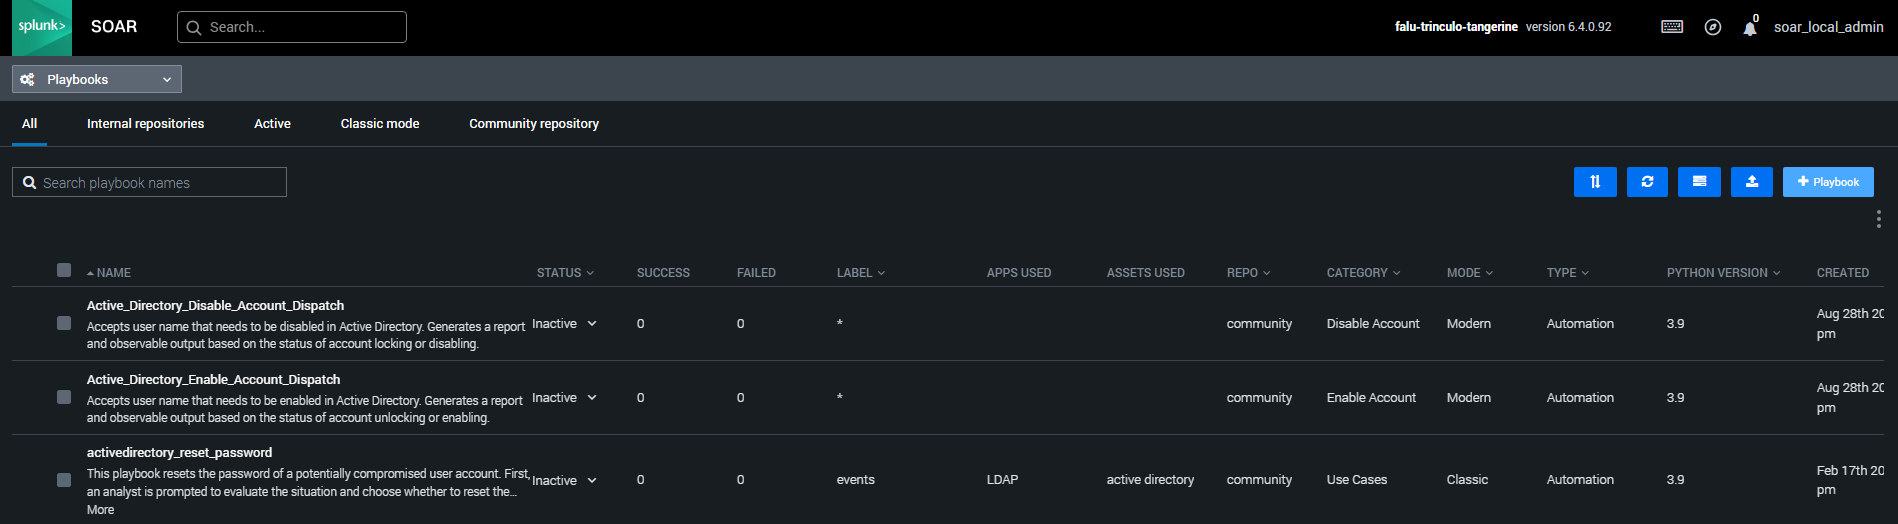 splunk> SOAR Search... falu-trinculo-tangerine version 6.4.0.92 0 soar_local_admin
Playbooks
All Internal repositories Active Classic mode Community repository
Search playbook names Playbook
NAME STATUS SUCCESS FAILED LABEL APPS USED ASSETS USED REPO CATEGORY MODE TYPE PYTHON VERSION CREATED
Active_Directory_Disable_Account_Dispatch
Accepts user name that needs to be disabled in Active Directory. Generates a report
and observable output based on the status of account locking or disabling.
Inactive 0 0 * community Disable Account Modern Automation 3.9 Aug 28th 20
pm
Active_Directory_Enable_Account_Dispatch
Accepts user name that needs to be enabled in Active Directory. Generates a report
and observable output based on the status of account unlocking or enabling.
Inactive 0 0 * community Enable Account Modern Automation 3.9 Aug 28th 20
pm
activedirectory_reset_password
This playbook resets the password of a potentially compromised user account. First,
an analyst is prompted to evaluate the situation and choose whether to reset the...
More
Inactive 0 0 events LDAP active directory community Use Cases Classic Automation 3.9 Feb 17th 20
pm